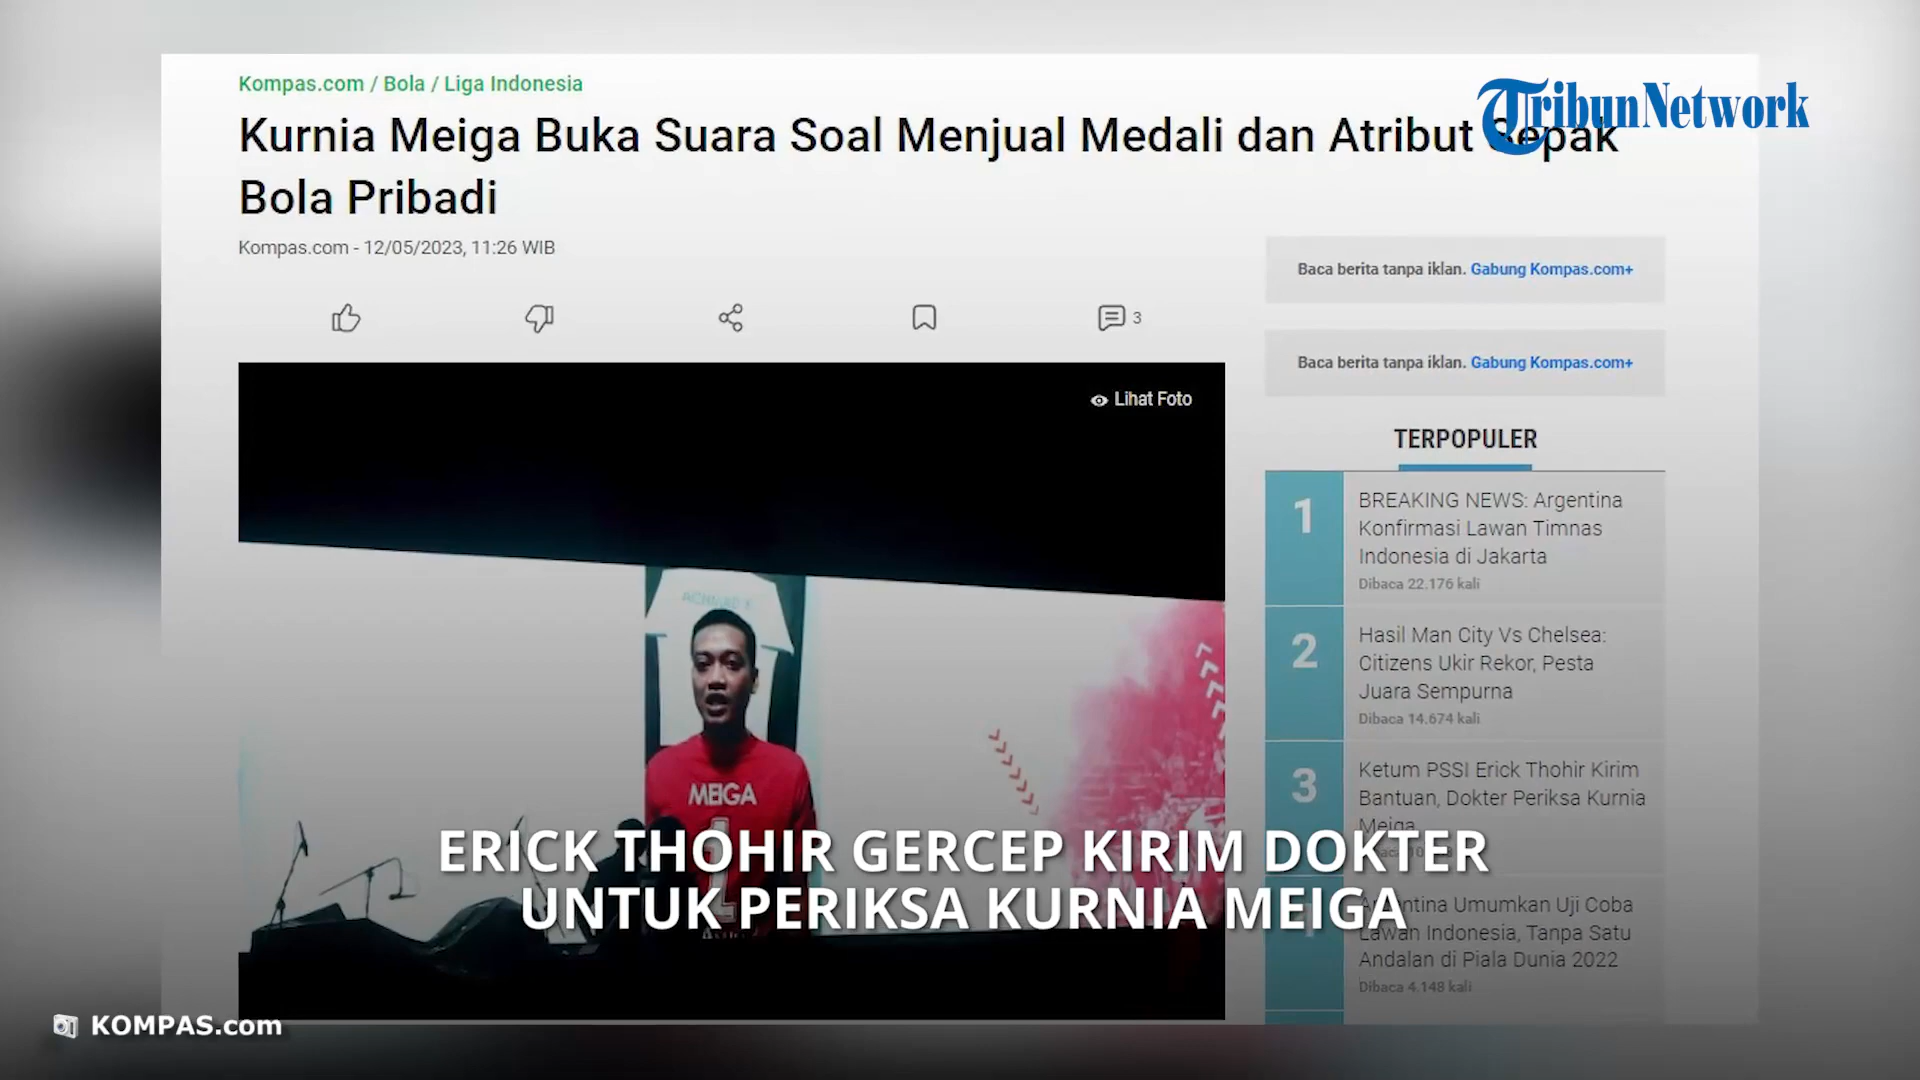 Kompas.com / Bola / Liga Indonesia
TribunNetwork
Kurnia Meiga Buka Suara Soal Menjual Medali dan Atribut Sepak
Bola Pribadi
Kompas.com - 12/05/2023, 11:26 WIB
3
Baca berita tanpa iklan. Gabung Kompas.com+
Baca berita tanpa iklan. Gabung Kompas.com+
Lihat Foto
TERPOPULER
1
BREAKING NEWS: Argentina
Konfirmasi Lawan Timnas
Indonesia di Jakarta
Dibaca 22.176 kali
2
Hasil Man City Vs Chelsea:
Citizens Ukir Rekor, Pesta
Juara Sempurna
Dibaca 14.674 kali
3
Ketum PSSI Erick Thohir Kirim
Bantuan, Dokter Periksa Kurnia
Meiga
Argentina Umumkan Uji Coba
Lawan Indonesia, Tanpa Satu
Andalan di Piala Dunia 2022
Dibaca 4.148 kali
MEIGA
1
ERICK THOHIR GERCEP KIRIM DOKTER
UNTUK PERIKSA KURNIA MEIGA
KOMPAS.com